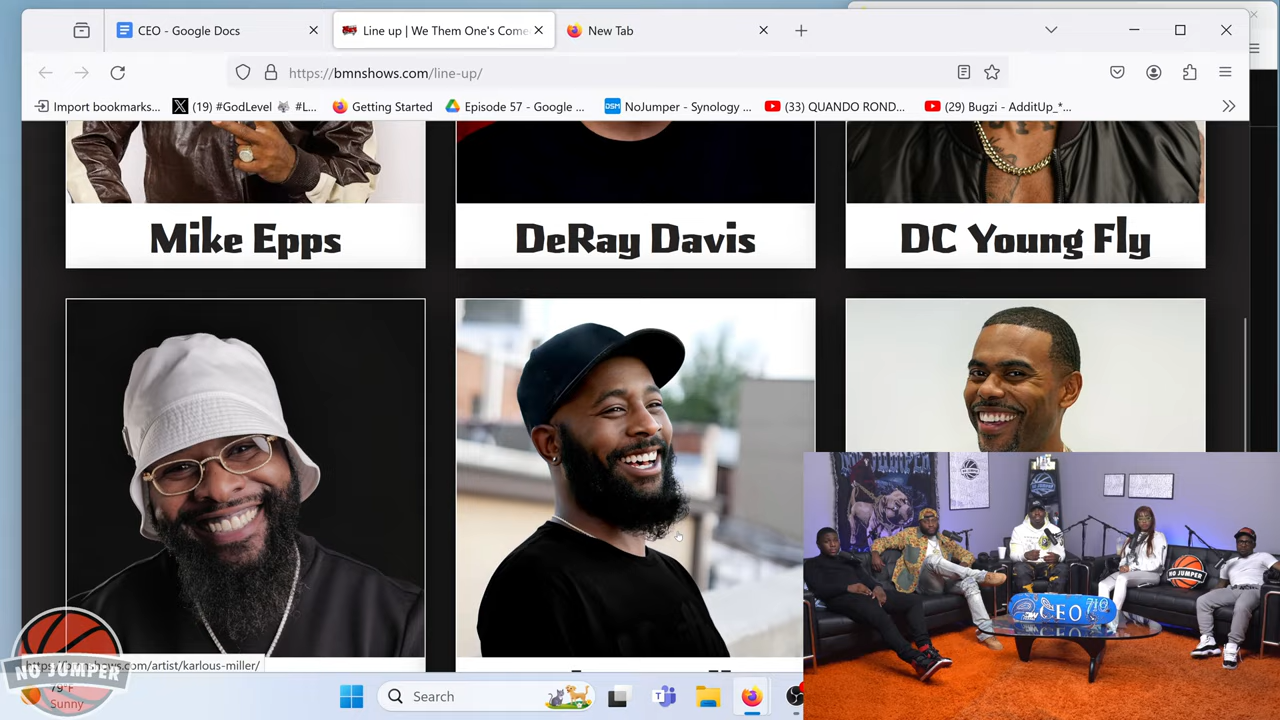 CEO - Google Docs
Line up | We Them One's Come
New Tab
https://bmnshows.com/line-up/
Import bookmarks...
(19) #GodLevel 🐺 #L...
Getting Started
Episode 57 - Google ...
DSM
NoJumper - Synology ...
(33) QUANDO ROND...
(29) Bugzi - AdditUp_*...
Mike Epps
DeRay Davis
DC Young Fly
NO JUMPER
CEO
NO JUMPER
shows.com/artist/karlous-miller/
79°F
Sunny
Search